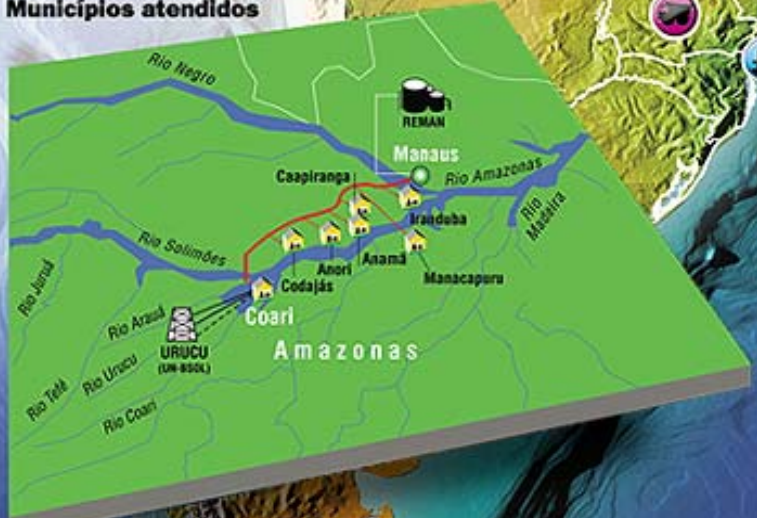 Municípios atendidos
Rio Negro
REMAN
Manaus
Caapiranga
Rio Amazonas
Iranduba
Rio Madeira
Rio Solimões
Anamã
Anori
Manacapuru
Codajás
Rio Juruá
Coari
Rio Arauá
URUCU
(UN-BSOL)
Amazonas
Rio Urucu
Rio Tefé
Rio Coari